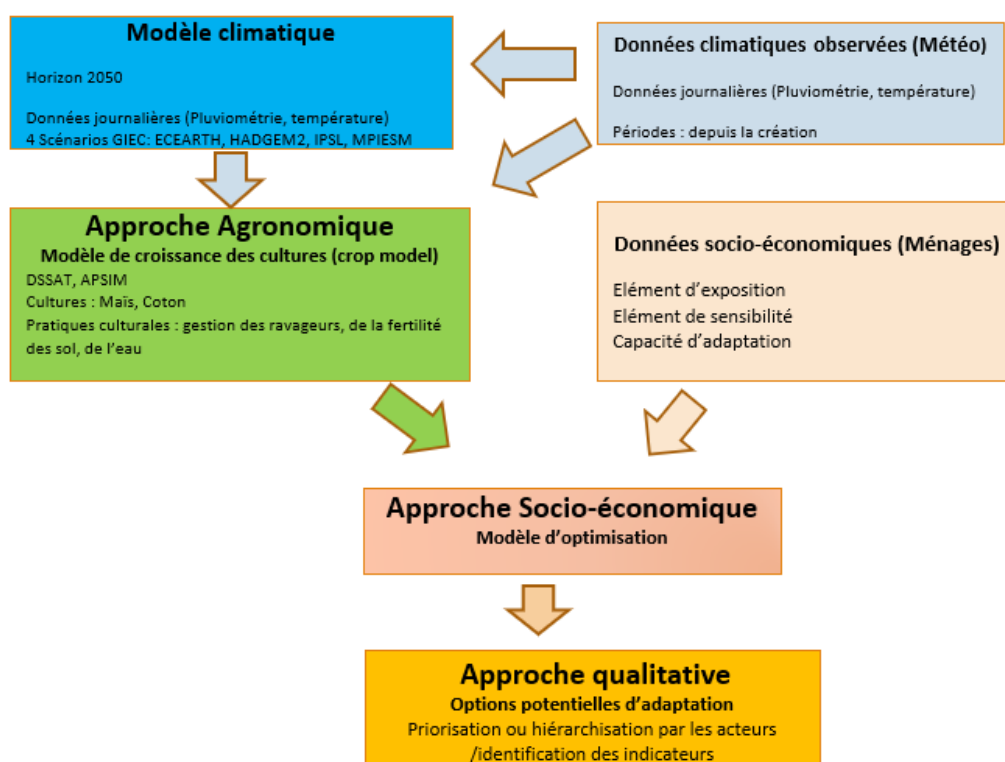 Modèle climatique
Horizon 2050
Données journalières (Pluviométrie, température)
4 Scénarios GIEC: ECEARTH, HADGEM2, IPSL, MPIESM
Données climatiques observées (Météo)
Données journalières (Pluviométrie, température)
Périodes : depuis la création
Approche Agronomique
Modèle de croissance des cultures (crop model)
DSSAT, APSIM
Cultures : Maïs, Coton
Pratiques culturales : gestion des ravageurs, de la fertilité
des sol, de l’eau
Données socio-économiques (Ménages)
Elément d’exposition
Elément de sensibilité
Capacité d’adaptation
Approche Socio-économique
Modèle d’optimisation
Approche qualitative
Options potentielles d’adaptation
Priorisation ou hiérarchisation par les acteurs
/identification des indicateurs